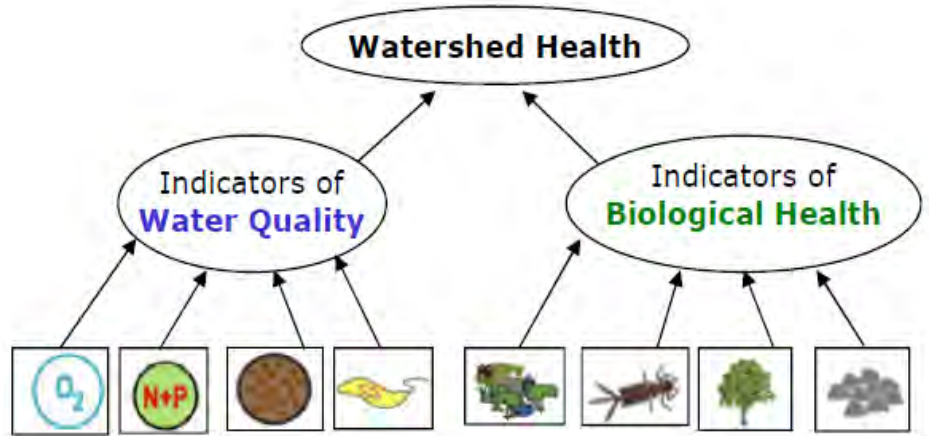 Watershed Health
Indicators of
Water Quality
Indicators of
Biological Health
O2
N+P